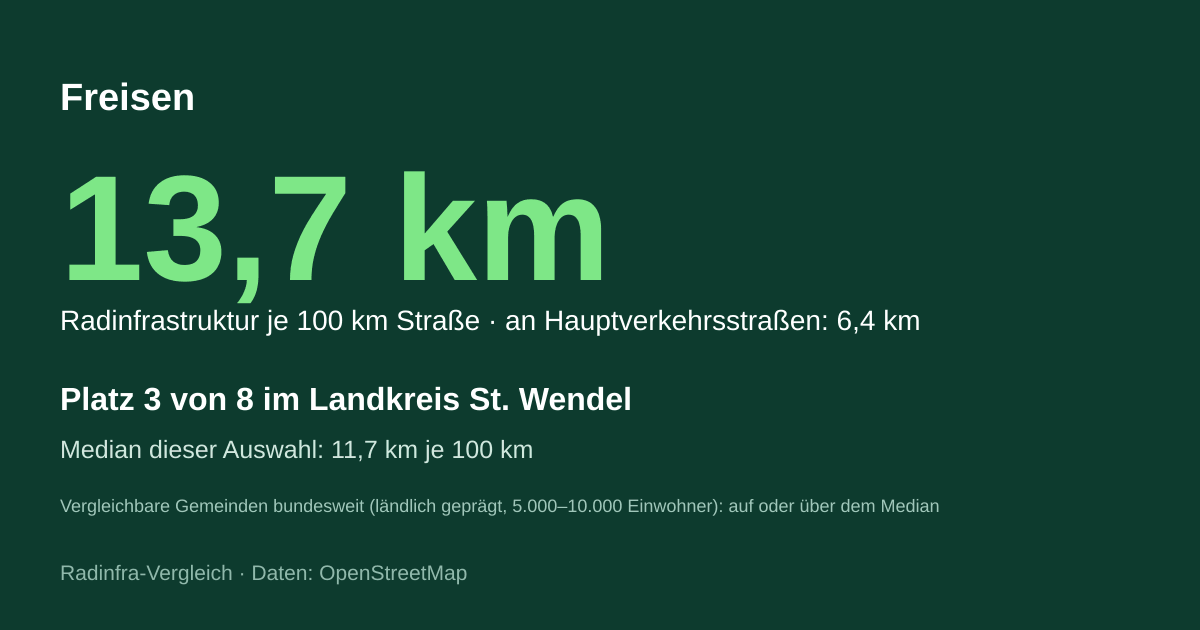 Freisen
13,7 km
Radinfrastruktur je 100 km Straße · an Hauptverkehrsstraßen: 6,4 km
Platz 3 von 8 im Landkreis St. Wendel
Median dieser Auswahl: 11,7 km je 100 km
Vergleichbare Gemeinden bundesweit (ländlich geprägt, 5.000–10.000 Einwohner): auf oder über dem Median
Radinfra-Vergleich · Daten: OpenStreetMap